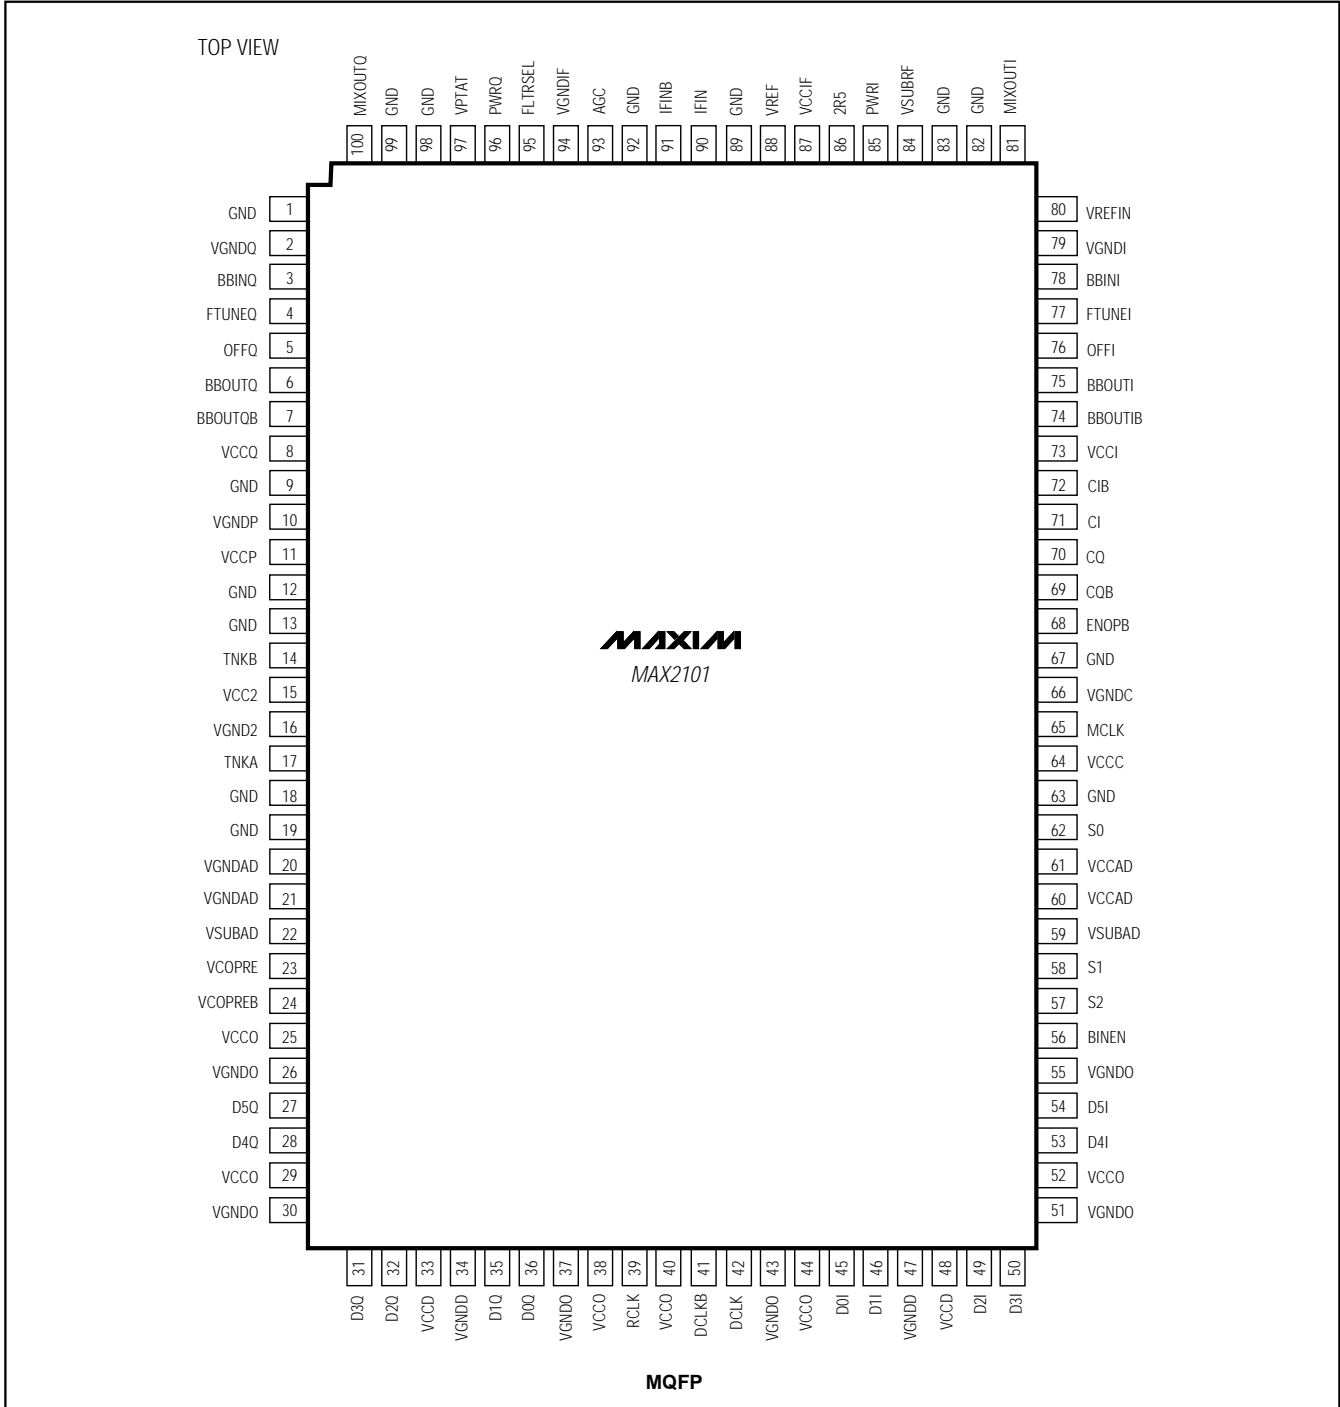 TOP VIEW
MIXOUTQ GND GND VPTAT PWRQ FLTRSEL VGNDIF AGC GND IFINB IFIN GND VREF VCCIF 2R5 PWRI VSUBRF GND GND MIXOUTI
100 99 98 97 96 95 94 93 92 91 90 89 88 87 86 85 84 83 82 81
GND 1 80 VREFIN
VGNDQ 2 79 VGNDI
BBINQ 3 78 BBINI
FTUNEQ 4 77 FTUNEI
OFFQ 5 76 OFFI
BBOUTQ 6 75 BBOUTI
BBOUTQB 7 74 BBOUTIB
VCCQ 8 73 VCCI
GND 9 72 CIB
VGNDP 10 71 CI
VCCP 11 70 CQ
GND 12 69 CQB
GND 13 68 ENOPB
MAXIM
TNKB 14 67 GND
MAX2101
VCC2 15 66 VGNDC
VGND2 16 65 MCLK
TNKA 17 64 VCCC
GND 18 63 GND
GND 19 62 S0
VGNDAD 20 61 VCCAD
VGNDAD 21 60 VCCAD
VSUBAD 22 59 VSUBAD
VCOPRE 23 58 S1
VCOPREB 24 57 S2
VCCO 25 56 BINEN
VGNDO 26 55 VGNDO
D5Q 27 54 D5I
D4Q 28 53 D4I
VCCO 29 52 VCCO
VGNDO 30 51 VGNDO
31 32 33 34 35 36 37 38 39 40 41 42 43 44 45 46 47 48 49 50
D3Q D2Q VCCD VGNDD D1Q D0Q VGNDO VCCO RCLK VCCO DCLKB DCLK VGNDO VCCO D0I D1I VGNDD VCCD D2I D3I
MQFP